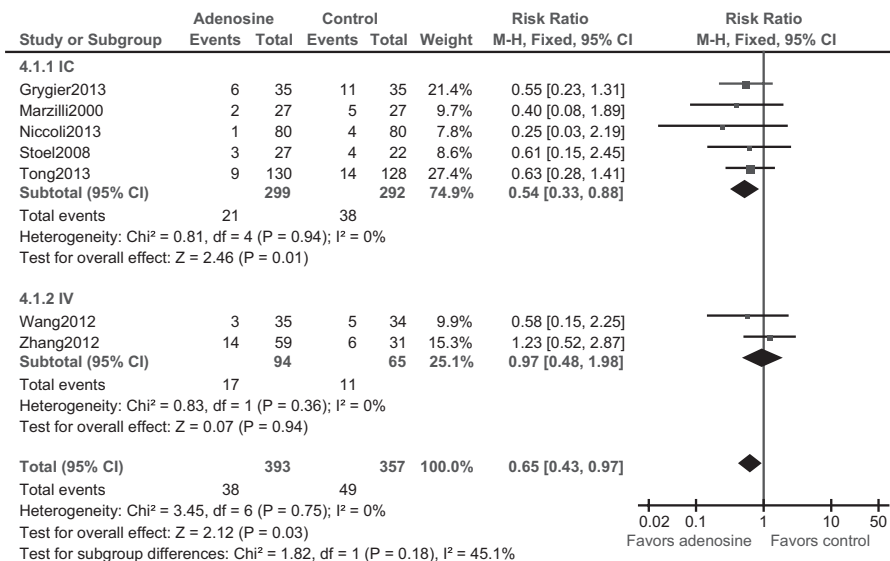 Adenosine Control Risk Ratio Risk Ratio
Study or Subgroup Events Total Events Total Weight M-H, Fixed, 95% CI M-H, Fixed, 95% CI
4.1.1 IC
Grygier2013 6 35 11 35 21.4% 0.55 [0.23, 1.31]
Marzilli2000 2 27 5 27 9.7% 0.40 [0.08, 1.89]
Niccoli2013 1 80 4 80 7.8% 0.25 [0.03, 2.19]
Stoel2008 3 27 4 22 8.6% 0.61 [0.15, 2.45]
Tong2013 9 130 14 128 27.4% 0.63 [0.28, 1.41]
Subtotal (95% CI) 299 292 74.9% 0.54 [0.33, 0.88]
Total events 21 38
Heterogeneity: Chi² = 0.81, df = 4 (P = 0.94); I² = 0%
Test for overall effect: Z = 2.46 (P = 0.01)
4.1.2 IV
Wang2012 3 35 5 34 9.9% 0.58 [0.15, 2.25]
Zhang2012 14 59 6 31 15.3% 1.23 [0.52, 2.87]
Subtotal (95% CI) 94 65 25.1% 0.97 [0.48, 1.98]
Total events 17 11
Heterogeneity: Chi² = 0.83, df = 1 (P = 0.36); I² = 0%
Test for overall effect: Z = 0.07 (P = 0.94)
Total (95% CI) 393 357 100.0% 0.65 [0.43, 0.97]
Total events 38 49
Heterogeneity: Chi² = 3.45, df = 6 (P = 0.75); I² = 0%
Test for overall effect: Z = 2.12 (P = 0.03)
Test for subgroup differences: Chi² = 1.82, df = 1 (P = 0.18), I² = 45.1%
0.02 0.1 1 10 50
Favors adenosine Favors control